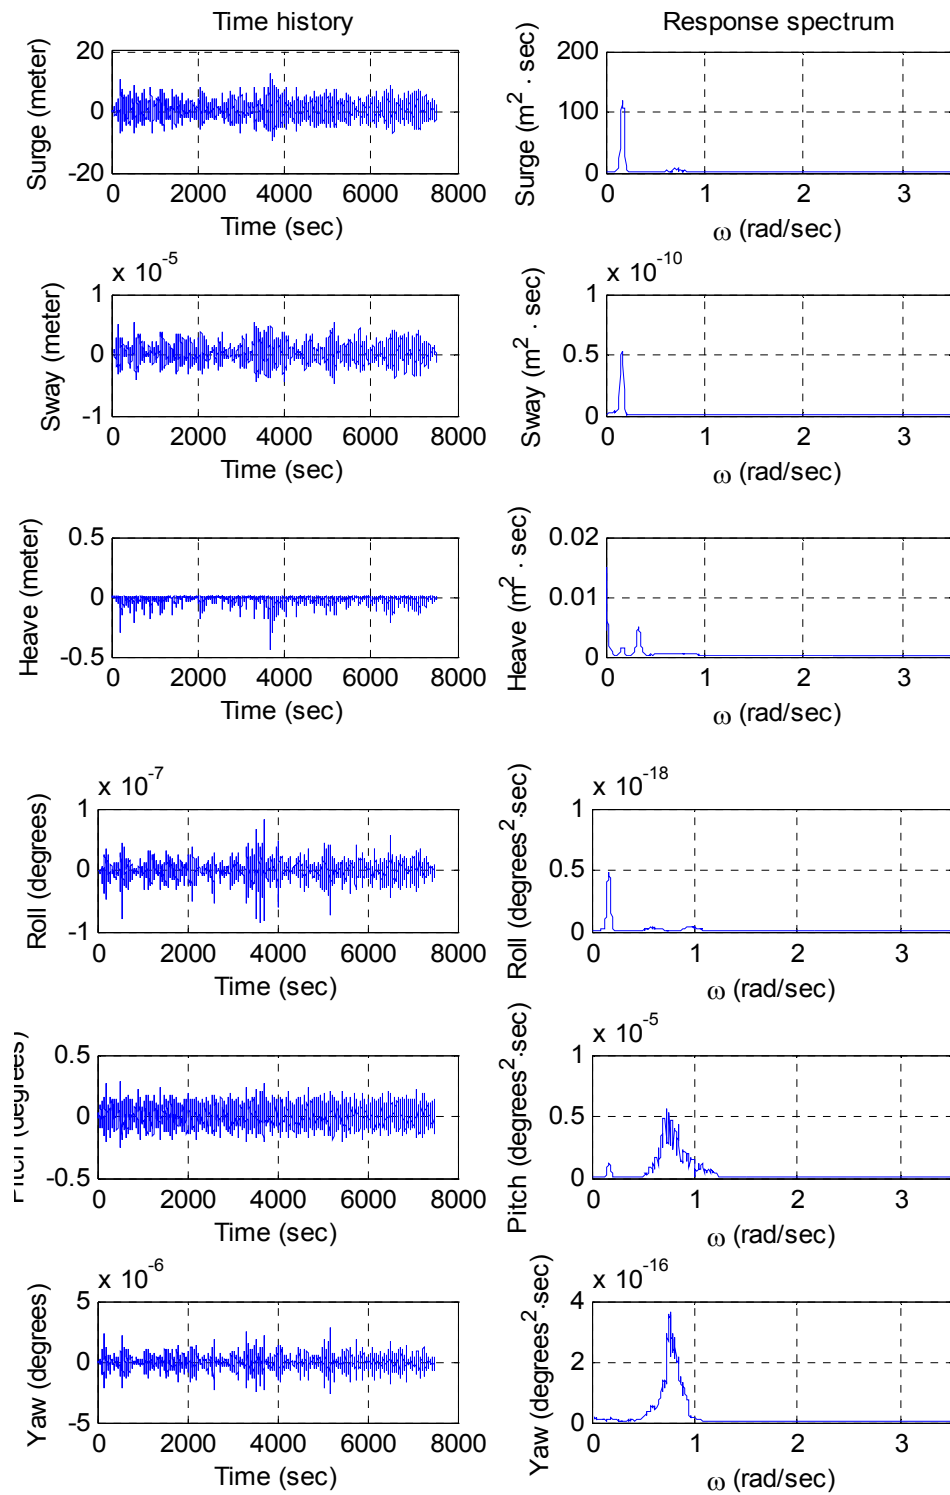 Time history
Response spectrum
Surge (meter)
20
0
-20
0 2000 4000 6000 8000
Time (sec)
Surge (m² · sec)
200
100
0
0 1 2 3
ω (rad/sec)
Sway (meter)
x 10⁻⁵
1
0
-1
0 2000 4000 6000 8000
Time (sec)
Sway (m² · sec)
x 10⁻¹⁰
1
0.5
0
0 1 2 3
ω (rad/sec)
Heave (meter)
0.5
0
-0.5
0 2000 4000 6000 8000
Time (sec)
Heave (m² · sec)
0.02
0.01
0
0 1 2 3
ω (rad/sec)
Roll (degrees)
x 10⁻⁷
1
0
-1
0 2000 4000 6000 8000
Time (sec)
Roll (degrees²·sec)
x 10⁻¹⁸
1
0.5
0
0 1 2 3
ω (rad/sec)
Pitch (degrees)
0.5
0
-0.5
0 2000 4000 6000 8000
Time (sec)
Pitch (degrees²·sec)
x 10⁻⁵
1
0.5
0
0 1 2 3
ω (rad/sec)
Yaw (degrees)
x 10⁻⁶
5
0
-5
0 2000 4000 6000 8000
Time (sec)
Yaw (degrees²·sec)
x 10⁻¹⁶
4
2
0
0 1 2 3
ω (rad/sec)